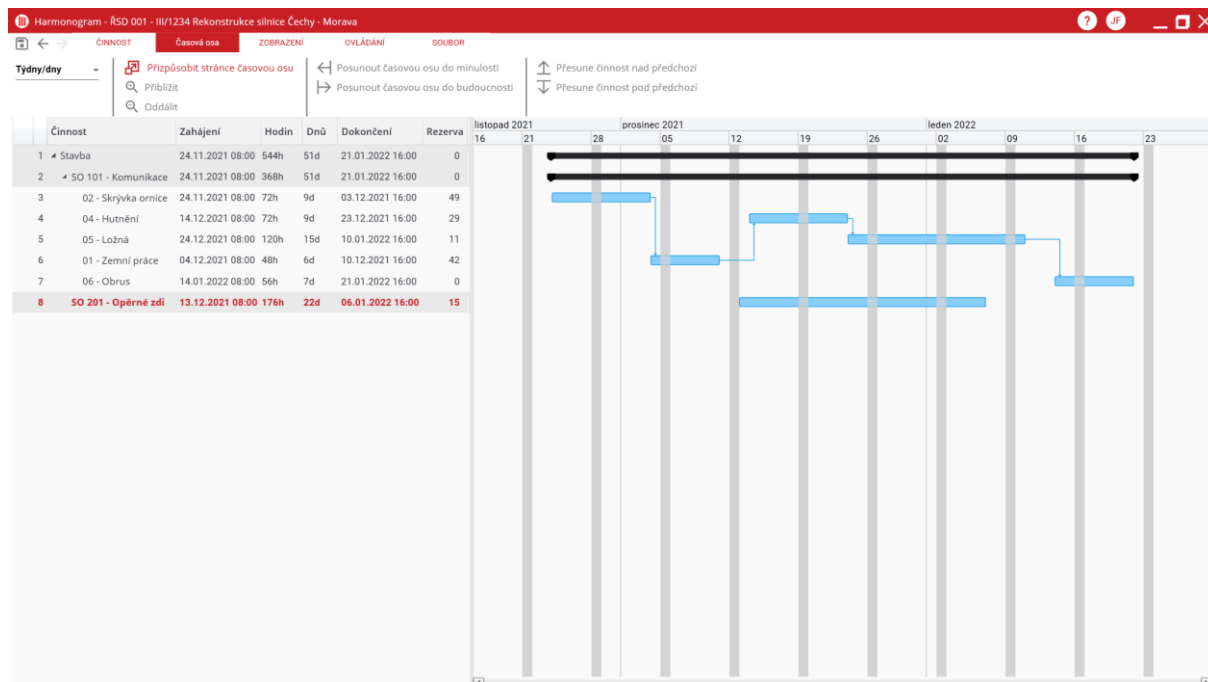 Harmonogram - ŘSD 001 - III/1234 Rekonstrukce silnice Čechy - Morava ? JF
ČINNOST Časová osa ZOBRAZENÍ OVLÁDÁNÍ SOUBOR
Týdny/dny
Přizpůsobit stránce časovou osu
Přiblížit
Oddálit
Posunout časovou osu do minulosti
Posunout časovou osu do budoucnosti
Přesune činnost nad předchozí
Přesune činnost pod předchozí
Činnost Zahájení Hodin Dnů Dokončení Rezerva
listopad 2021 prosinec 2021 leden 2022
16 21 28 05 12 19 26 02 09 16 23
1 Stavba 24.11.2021 08:00 544h 51d 21.01.2022 16:00 0
2 SO 101 - Komunikace 24.11.2021 08:00 368h 51d 21.01.2022 16:00 0
3 02 - Skrývka ornice 24.11.2021 08:00 72h 9d 03.12.2021 16:00 49
4 04 - Hutnění 14.12.2021 08:00 72h 9d 23.12.2021 16:00 29
5 05 - Ložná 24.12.2021 08:00 120h 15d 10.01.2022 16:00 11
6 01 - Zemní práce 04.12.2021 08:00 48h 6d 10.12.2021 16:00 42
7 06 - Obrus 14.01.2022 08:00 56h 7d 21.01.2022 16:00 0
8 SO 201 - Opěrné zdi 13.12.2021 08:00 176h 22d 06.01.2022 16:00 15